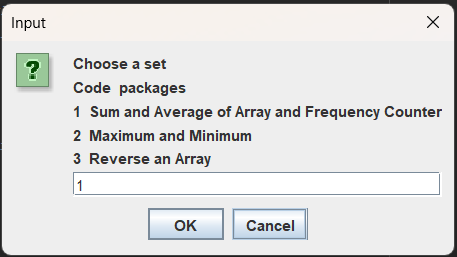 Input
Choose a set
Code  packages
1  Sum and Average of Array and Frequency Counter
2  Maximum and Minimum
3  Reverse an Array
1
OK Cancel